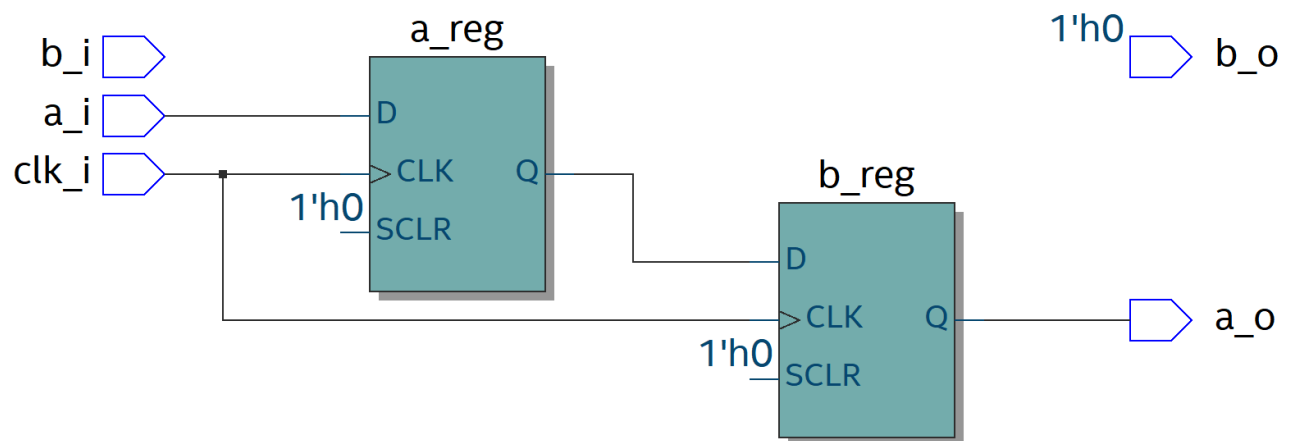 b_i
a_i
clk_i
a_reg
D
CLK
Q
1'h0
SCLR
b_reg
D
CLK
Q
1'h0
SCLR
1'h0
b_o
a_o